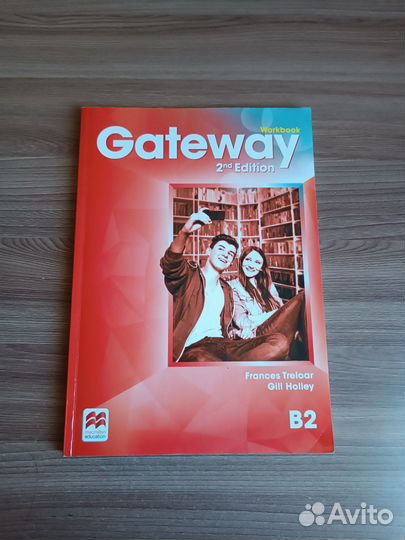 Workbook
Gateway
2nd Edition
Frances Treloar
Gill Holley
B2
macmillan
education
Avito